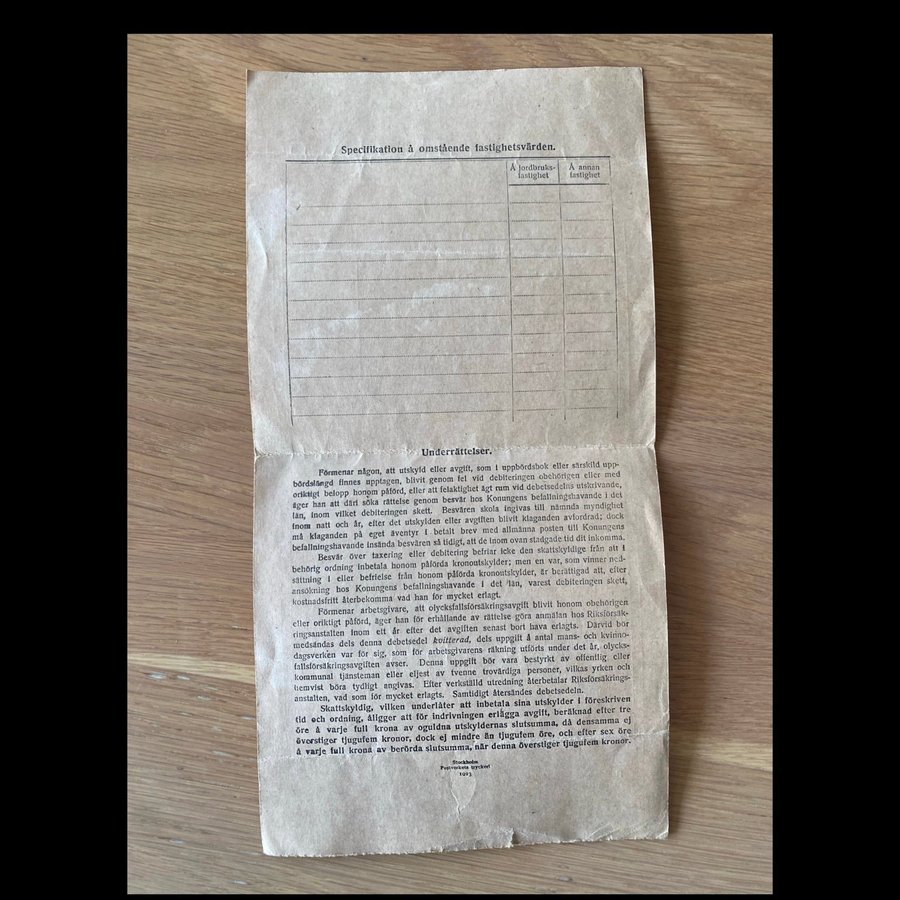 Specifikation å omstående fastighetsvärden.
Å jordbruks-
fastighet
Å annan
fastighet
Underrättelser.
Förmenar någon, att utskyld eller avgift, som i uppbördsbok eller särskild upp-
bördslängd finnes upptagen, blivit genom fel vid debiteringen obehörigen eller med
oriktigt belopp honom påförd, eller att felaktighet ägt rum vid debetsedelns utskrivande,
äger han att däri söka rättelse genom besvär hos Konungens befallningshavande i det
län, inom vilket debiteringen skett. Besvären skola ingivas till nämnda myndighet
inom natt och år, efter det utskylden eller avgiften blivit klaganden avfordrad; dock
må klaganden på eget äventyr i betalt brev med allmänna posten till Konungens
befallningshavande insända besvären så tidigt, att de inom ovan stadgade tid dit inkomma.
Besvär över taxering eller debitering befriar icke den skattskyldige från att i
behörig ordning inbetala honom påförda kronoutskylder; men en var, som vinner ned-
sättning i eller befrielse från honom påförda kronoutskylder, är berättigad att, efter
ansökning hos Konungens befallningshavande i det län, varest debiteringen skett,
kostnadsfritt återbekomma vad han för mycket erlagt.
Förmenar arbetsgivare, att olycksfallsförsäkringsavgift blivit honom obehörigen
eller oriktigt påförd, äger han för erhållande av rättelse göra anmälan hos Riksförsäk-
ringsanstalten inom ett år efter det avgiften senast bort hava erlagts. Därvid bör
medsändas dels denna debetsedel kvitterad, dels uppgift å antal mans- och kvinno-
dagsverken var för sig, som för arbetsgivarens räkning utförts under det år, olycks-
fallsförsäkringsavgiften avser. Denna uppgift bör vara bestyrkt av offentlig eller
kommunal tjänsteman eller eljest av tvenne trovärdiga personer, vilkas yrken och
hemvist böra tydligt angivas. Efter verkställd utredning återbetalar Riksförsäkrings-
anstalten, vad som för mycket erlagts. Samtidigt återsändes debetsedeln.
Skattskyldig, vilken underlåter att inbetala sina utskylder i föreskriven
tid och ordning, åligger att för indrivningen erlägga avgift, beräknad efter tre
öre å varje full krona av oguldna utskyldernas slutsumma, då densamma ej
överstiger tjugufem kronor, dock ej mindre än tjugufem öre, och efter sex öre
å varje full krona av berörda slutsumma, när denna överstiger tjugufem kronor.
Stockholm
Postverkets tryckeri
1923